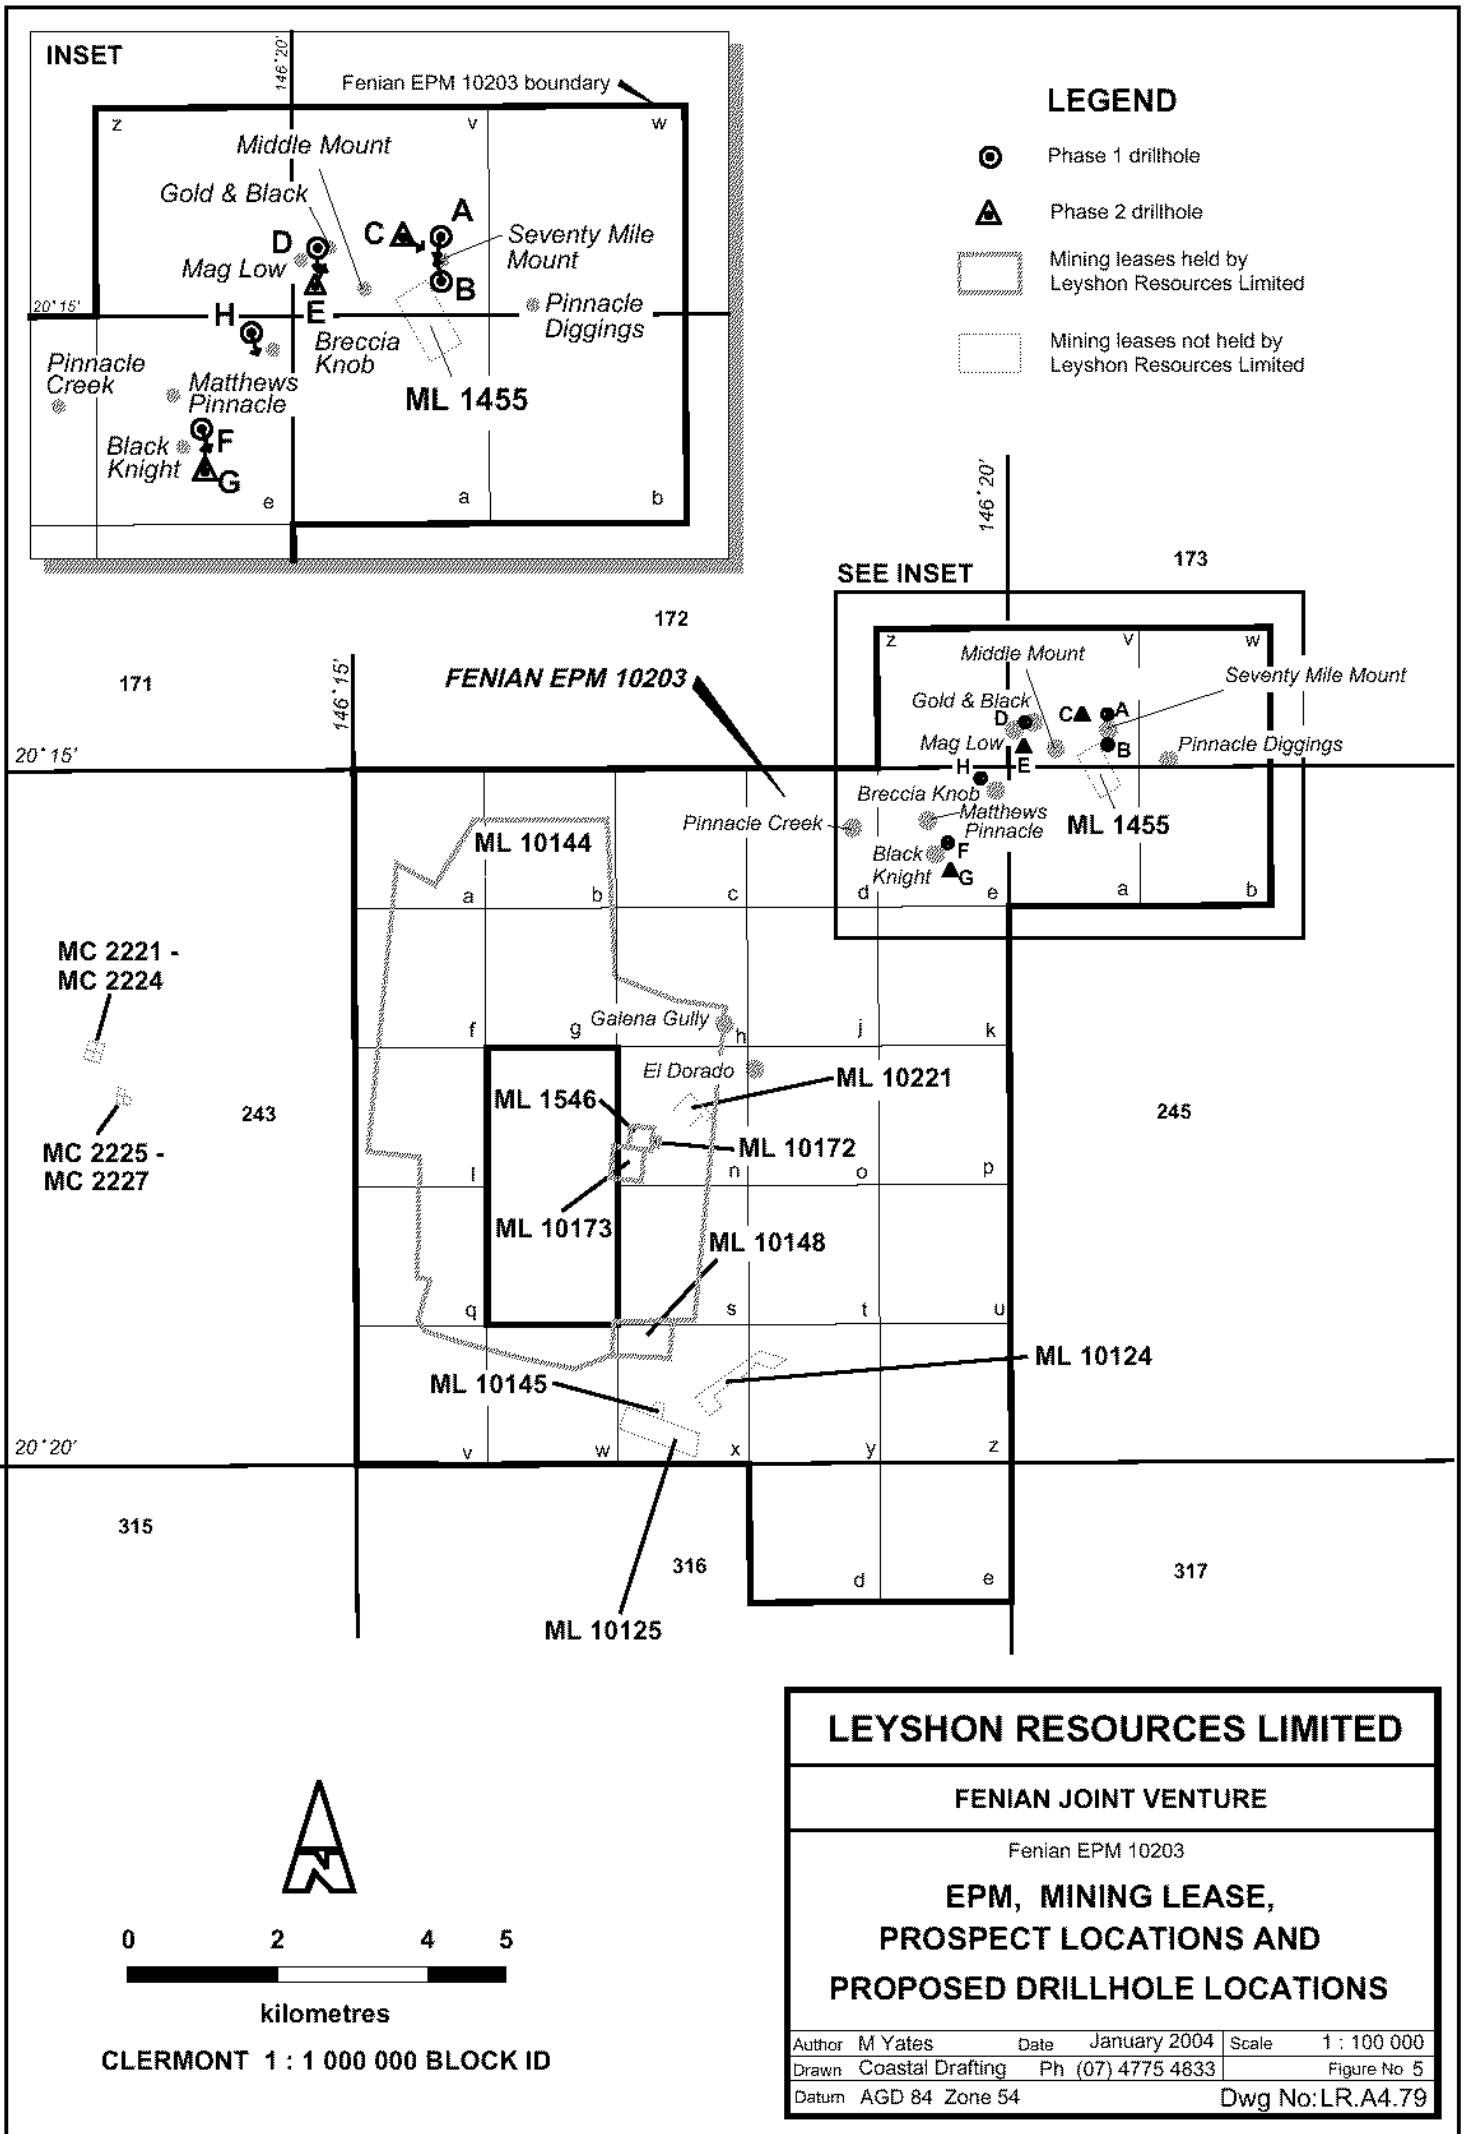 INSET
146°20'
Fenian EPM 10203 boundary
z
v
w
Middle Mount
Gold & Black
A
C
D
Seventy Mile
Mount
Mag Low
B
20°15'
H
E
Pinnacle
Diggings
Breccia
Knob
Pinnacle
Creek
Matthews
Pinnacle
ML 1455
F
Black
Knight
G
e
a
b
LEGEND
Phase 1 drillhole
Phase 2 drillhole
Mining leases held by
Leyshon Resources Limited
Mining leases not held by
Leyshon Resources Limited
146°20'
173
SEE INSET
172
171
146°15'
FENIAN EPM 10203
z
v
w
Middle Mount
Seventy Mile Mount
Gold & Black
D
C
A
Mag Low
B
Pinnacle Diggings
20°15'
H
E
Breccia Knob
Matthews
Pinnacle
Pinnacle Creek
ML 1455
F
Black
Knight
G
ML 10144
a
b
c
d
e
a
b
MC 2221 -
MC 2224
Galena Gully
f
g
h
j
k
El Dorado
ML 10221
ML 1546
243
245
MC 2225 -
MC 2227
ML 10172
l
n
o
p
ML 10173
ML 10148
q
s
t
u
ML 10124
ML 10145
20°20'
v
w
x
y
z
315
316
317
d
e
ML 10125
LEYSHON RESOURCES LIMITED
FENIAN JOINT VENTURE
Fenian EPM 10203
EPM, MINING LEASE,
PROSPECT LOCATIONS AND
PROPOSED DRILLHOLE LOCATIONS
Author M Yates Date January 2004 Scale 1 : 100 000
Drawn Coastal Drafting Ph (07) 4775 4833 Figure No 5
Datum AGD 84 Zone 54 Dwg No:LR.A4.79
N
0 2 4 5
kilometres
CLERMONT 1 : 1 000 000 BLOCK ID